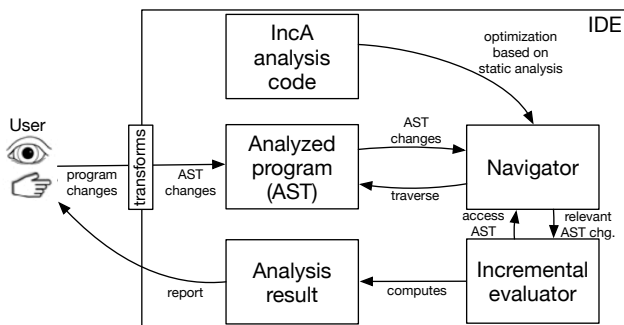 IDE
IncA
analysis
code
optimization
based on
static analysis
User
program
changes
transforms
AST
changes
Analyzed
program
(AST)
AST
changes
traverse
Navigator
access
AST
relevant
AST chg.
Incremental
evaluator
computes
Analysis
result
report